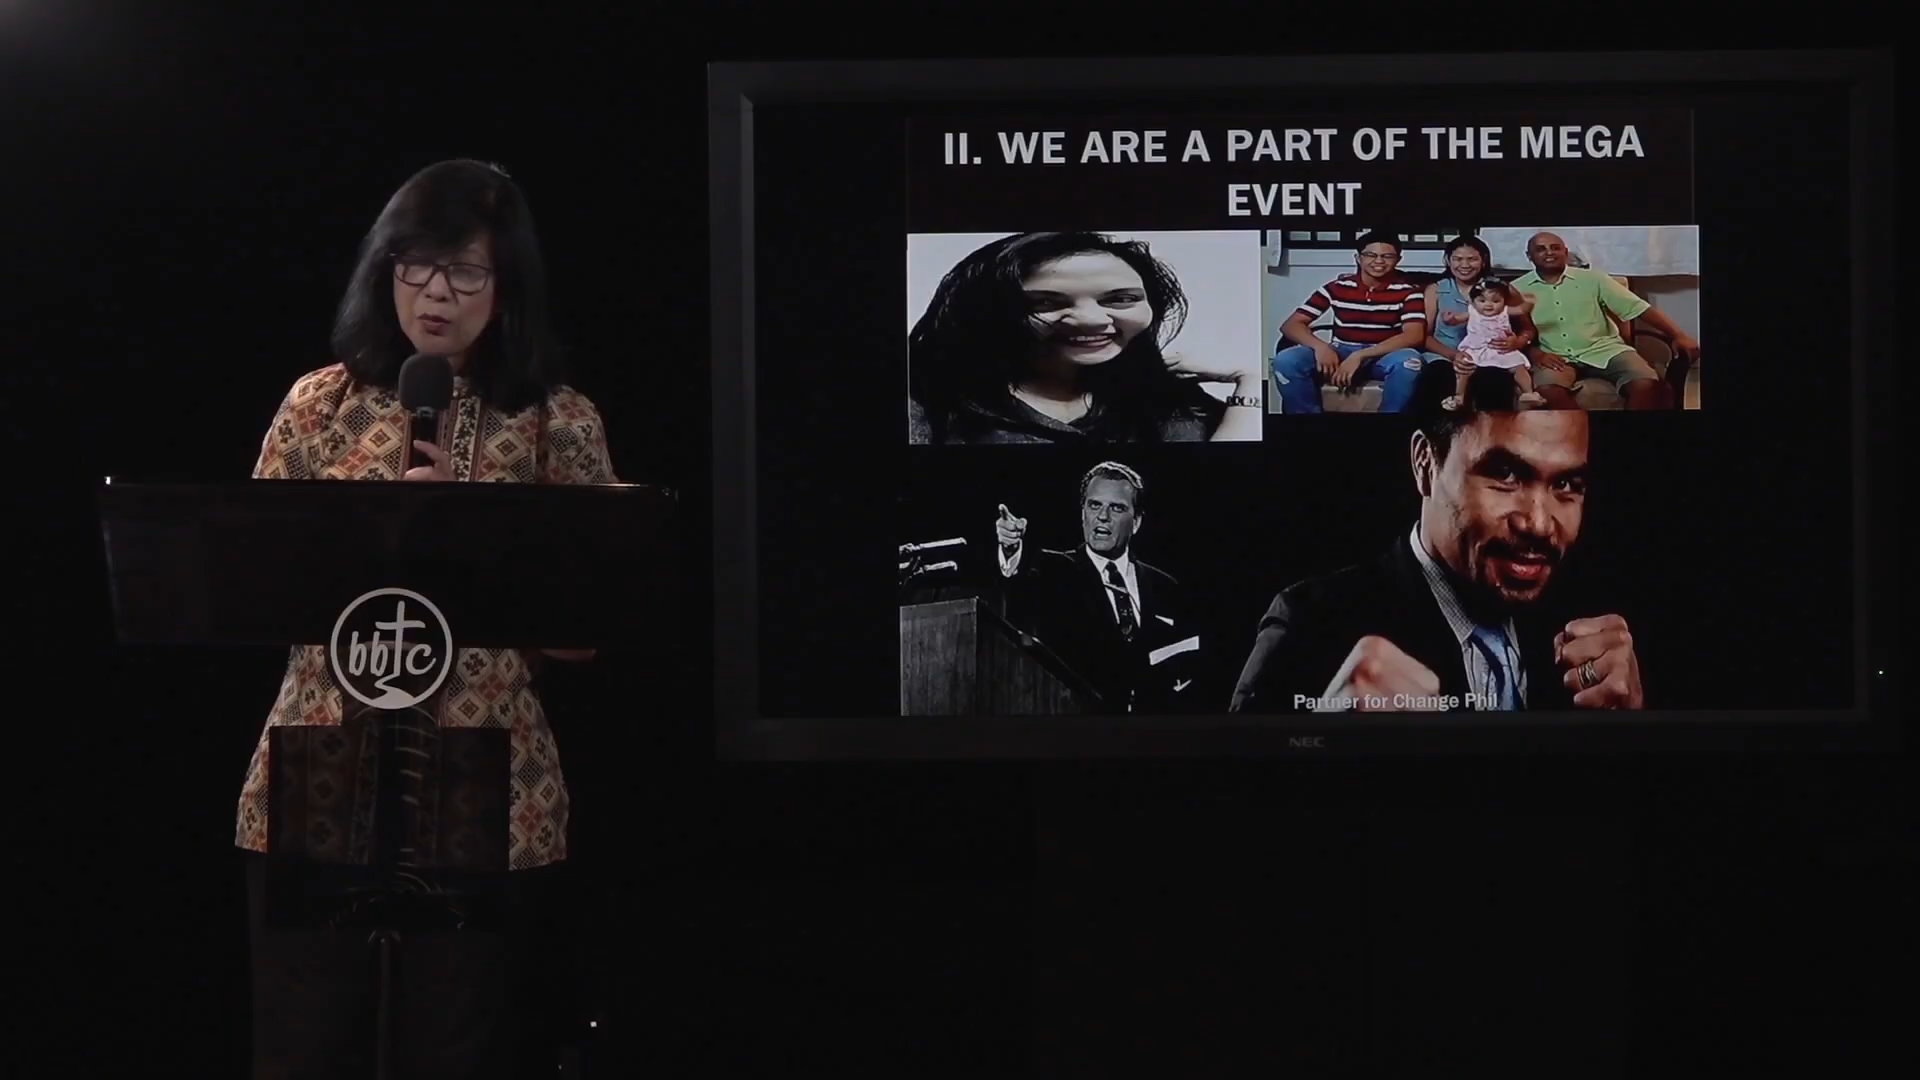 II. WE ARE A PART OF THE MEGA
EVENT
Partner for Change Phil
bbtc
NEC